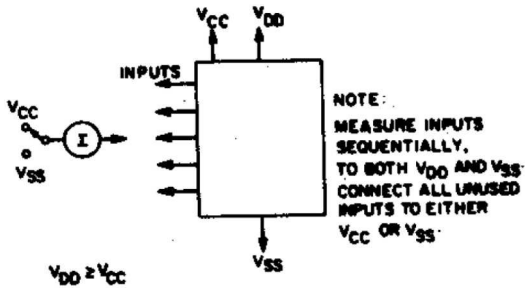 VCC VDD
INPUTS
VCC
I
VSS
NOTE:
MEASURE INPUTS
SEQUENTIALLY,
TO BOTH VDD AND VSS.
CONNECT ALL UNUSED
INPUTS TO EITHER
VCC OR VSS.
VSS
VDD ≥ VCC